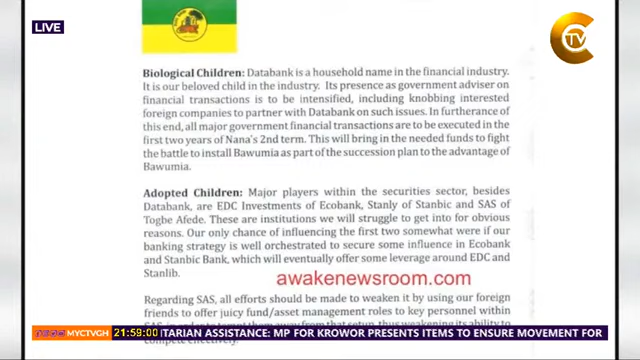 LIVE
C
TV
Biological Children: Databank is a household name in the financial industry.
It is our beloved child in the industry. Its presence as government adviser on
financial transactions is to be intensified, including knobbing interested
foreign companies to partner with Databank on such issues. In furtherance of
this end, all major government financial transactions are to be executed in the
first two years of Nana's 2nd term. This will bring in the needed funds to fight
the battle to install Bawumia as part of the succession plan to the advantage of
Bawumia.
Adopted Children: Major players within the securities sector, besides
Databank, are EDC Investments of Ecobank, Stanly of Stanbic and SAS of
Togbe Afede. These are institutions we will struggle to get into for obvious
reasons. Our only chance of influencing the first two somewhat were if our
banking strategy is well orchestrated to secure some influence in Ecobank
and Stanbic Bank, which will eventually offer some leverage around EDC and
Stanlib.
awakenewsroom.com
Regarding SAS, all efforts should be made to weaken it by using our foreign
friends to offer juicy fund/asset management roles to key personnel within
MYCTVGH 21:59:00 ITARIAN ASSISTANCE: MP FOR KROWOR PRESENTS ITEMS TO ENSURE MOVEMENT FOR